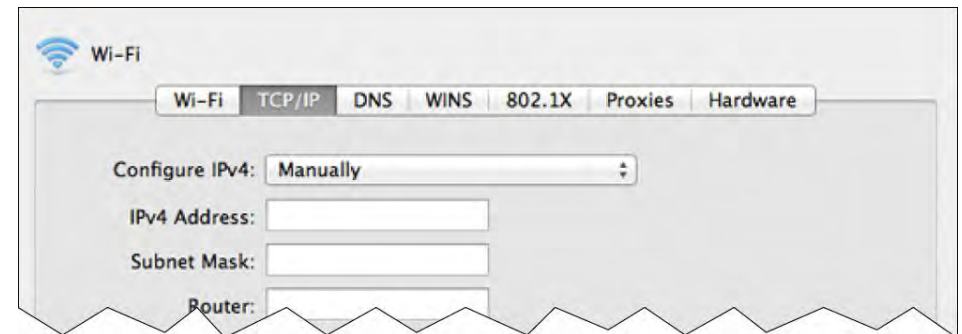 Wi-Fi
Wi-Fi TCP/IP DNS WINS 802.1X Proxies Hardware
Configure IPv4: Manually
IPv4 Address:
Subnet Mask:
Router: